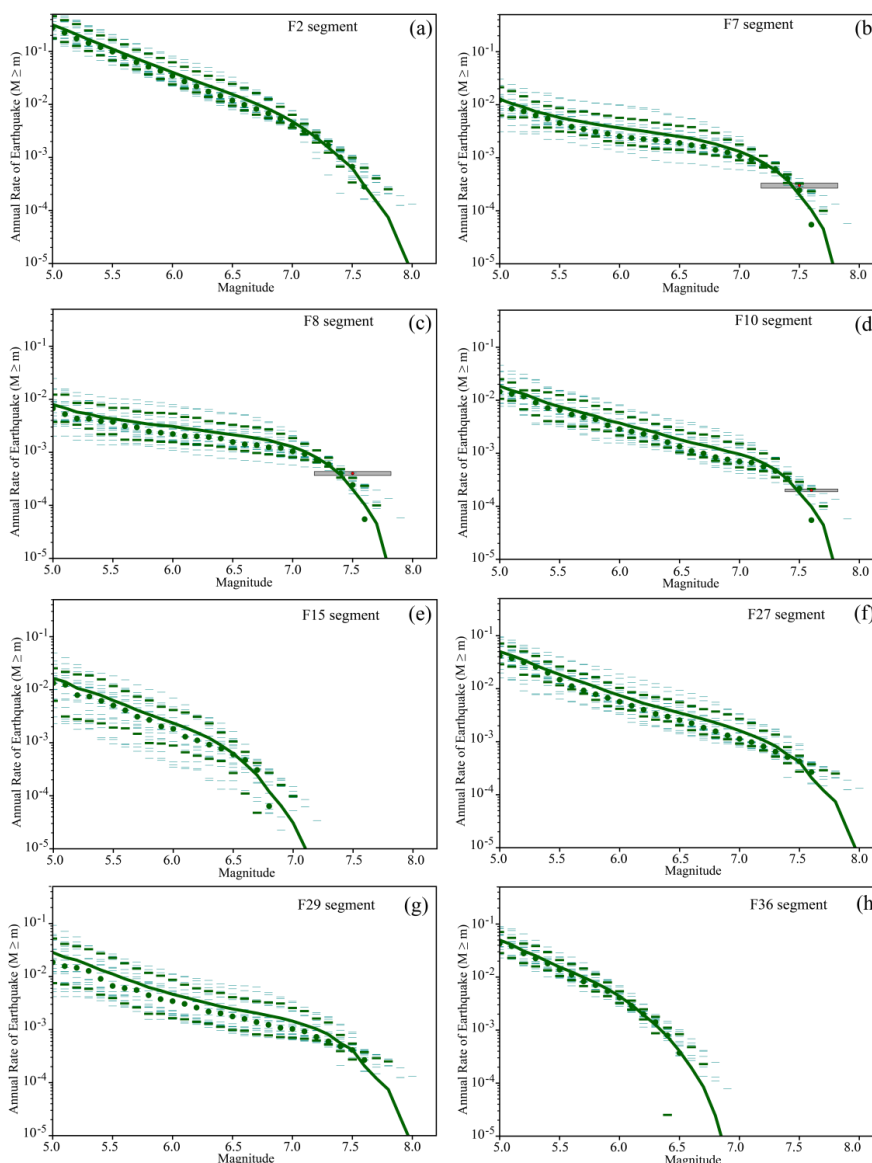 F2 segment
(a)
Annual Rate of Earthquake (M ≥ m)
10⁻¹
10⁻²
10⁻³
10⁻⁴
10⁻⁵
5.0 5.5 6.0 6.5 7.0 7.5 8.0
Magnitude
F7 segment
(b)
Annual Rate of Earthquake (M ≥ m)
10⁻¹
10⁻²
10⁻³
10⁻⁴
10⁻⁵
5.0 5.5 6.0 6.5 7.0 7.5 8.0
Magnitude
F8 segment
(c)
Annual Rate of Earthquake (M ≥ m)
10⁻¹
10⁻²
10⁻³
10⁻⁴
10⁻⁵
5.0 5.5 6.0 6.5 7.0 7.5 8.0
Magnitude
F10 segment
(d)
Annual Rate of Earthquake (M ≥ m)
10⁻¹
10⁻²
10⁻³
10⁻⁴
10⁻⁵
5.0 5.5 6.0 6.5 7.0 7.5 8.0
Magnitude
F15 segment
(e)
Annual Rate of Earthquake (M ≥ m)
10⁻¹
10⁻²
10⁻³
10⁻⁴
10⁻⁵
5.0 5.5 6.0 6.5 7.0 7.5 8.0
Magnitude
F27 segment
(f)
Annual Rate of Earthquake (M ≥ m)
10⁻¹
10⁻²
10⁻³
10⁻⁴
10⁻⁵
5.0 5.5 6.0 6.5 7.0 7.5 8.0
Magnitude
F29 segment
(g)
Annual Rate of Earthquake (M ≥ m)
10⁻¹
10⁻²
10⁻³
10⁻⁴
10⁻⁵
5.0 5.5 6.0 6.5 7.0 7.5 8.0
Magnitude
F36 segment
(h)
Annual Rate of Earthquake (M ≥ m)
10⁻¹
10⁻²
10⁻³
10⁻⁴
10⁻⁵
5.0 5.5 6.0 6.5 7.0 7.5 8.0
Magnitude